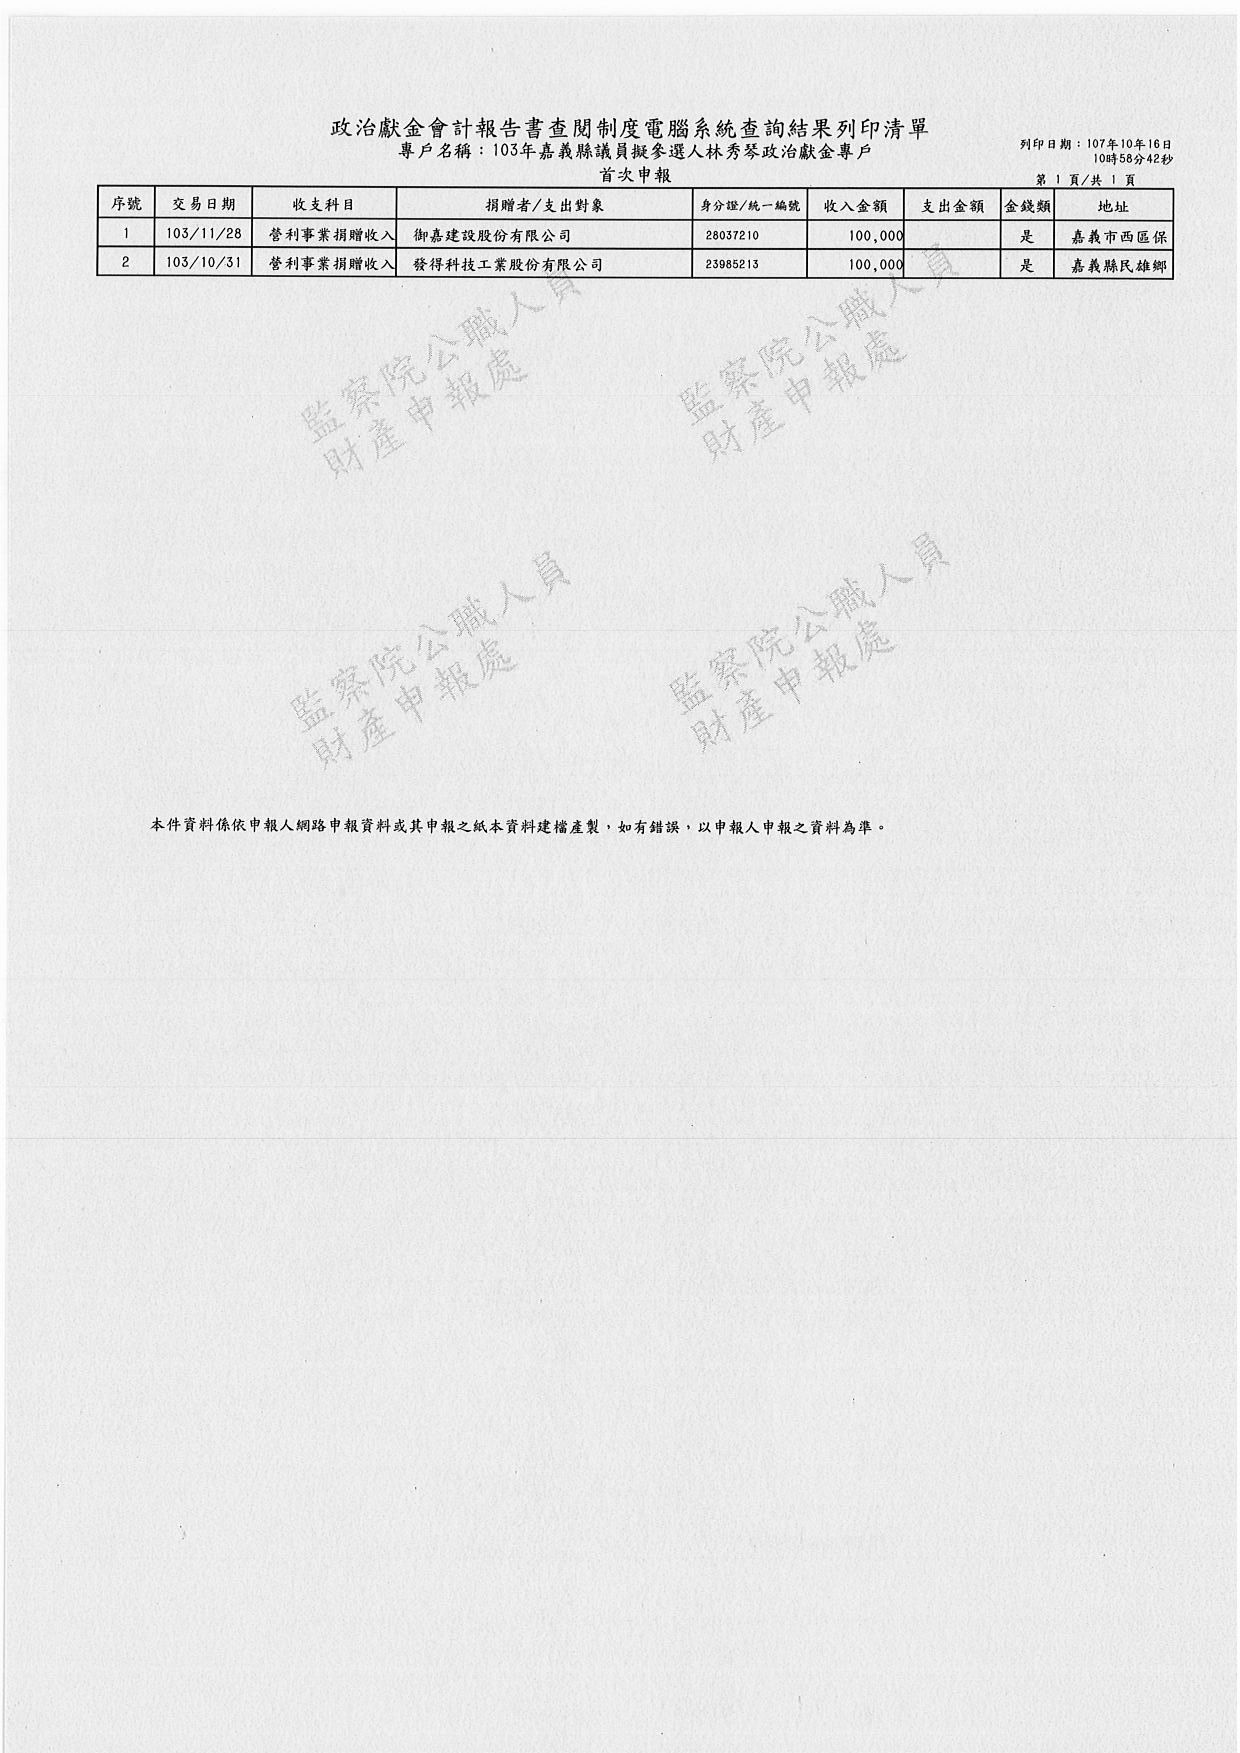 政治獻金會計報告書查閱制度電腦系統查詢結果列印清單
專戶名稱：103年嘉義縣議員擬參選人林秀琴政治獻金專戶
列印日期：107年10年16日
10時58分42秒
首次申報
第 1 頁/共 1 頁
序號 交易日期 收支科目 捐贈者/支出對象 身分證/統一編號 收入金額 支出金額 金錢類 地址
1 103/11/28 營利事業捐贈收入 御嘉建設股份有限公司 28037210 100,000 是 嘉義市西區保
2 103/10/31 營利事業捐贈收入 發得科技工業股份有限公司 23985213 100,000 是 嘉義縣民雄鄉
監察院公職人員
財產申報處
監察院公職人員
財產申報處
監察院公職人員
財產申報處
監察院公職人員
財產申報處
本件資料係依申報人網路申報資料或其申報之紙本資料建檔產製，如有錯誤，以申報人申報之資料為準。